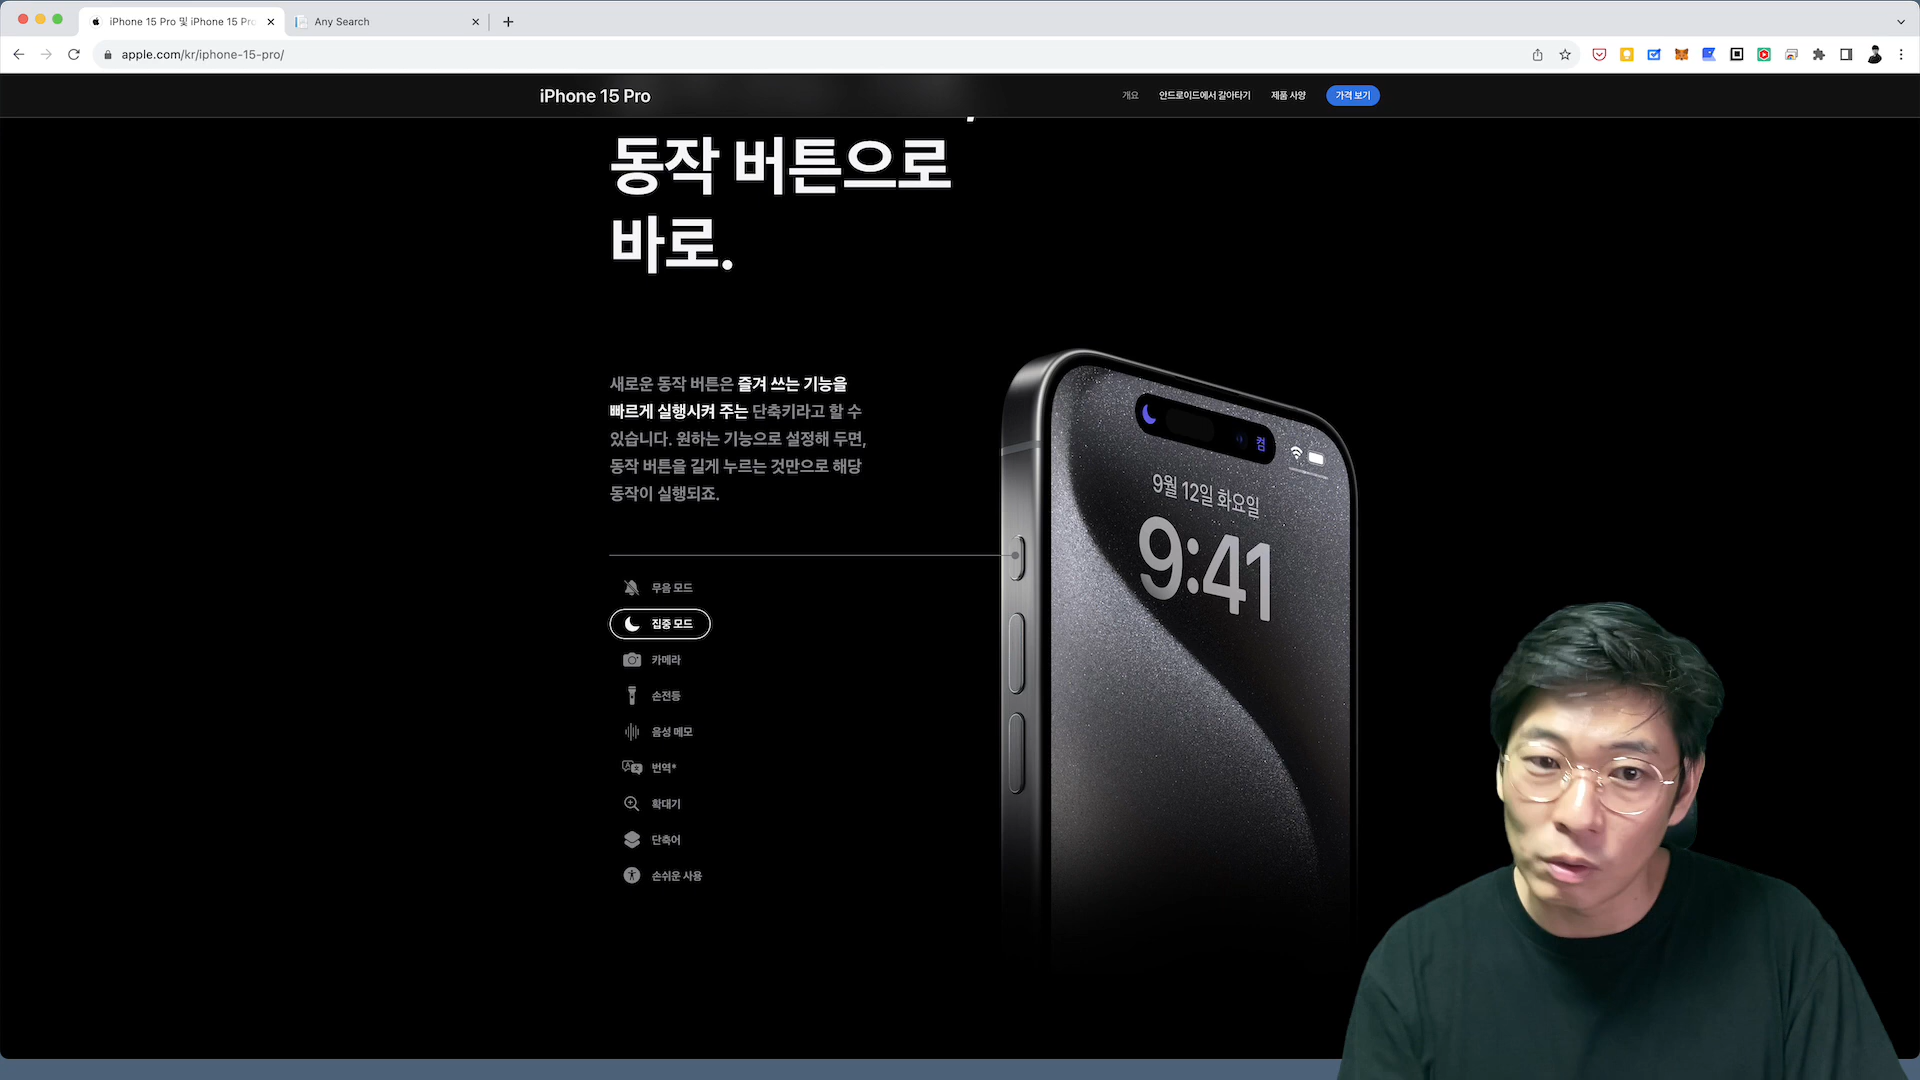 iPhone 15 Pro 및 iPhone 15 Pro
Any Search
apple.com/kr/iphone-15-pro/
iPhone 15 Pro
개요
안드로이드에서 갈아타기
제품 사양
가격 보기
동작 버튼으로
바로.
새로운 동작 버튼은 즐겨 쓰는 기능을
빠르게 실행시켜 주는 단축키라고 할 수
있습니다. 원하는 기능으로 설정해 두면,
동작 버튼을 길게 누르는 것만으로 해당
동작이 실행되죠.
무음 모드
집중 모드
카메라
손전등
음성 메모
번역*
확대기
단축어
손쉬운 사용
켬
9월 12일 화요일
9:41